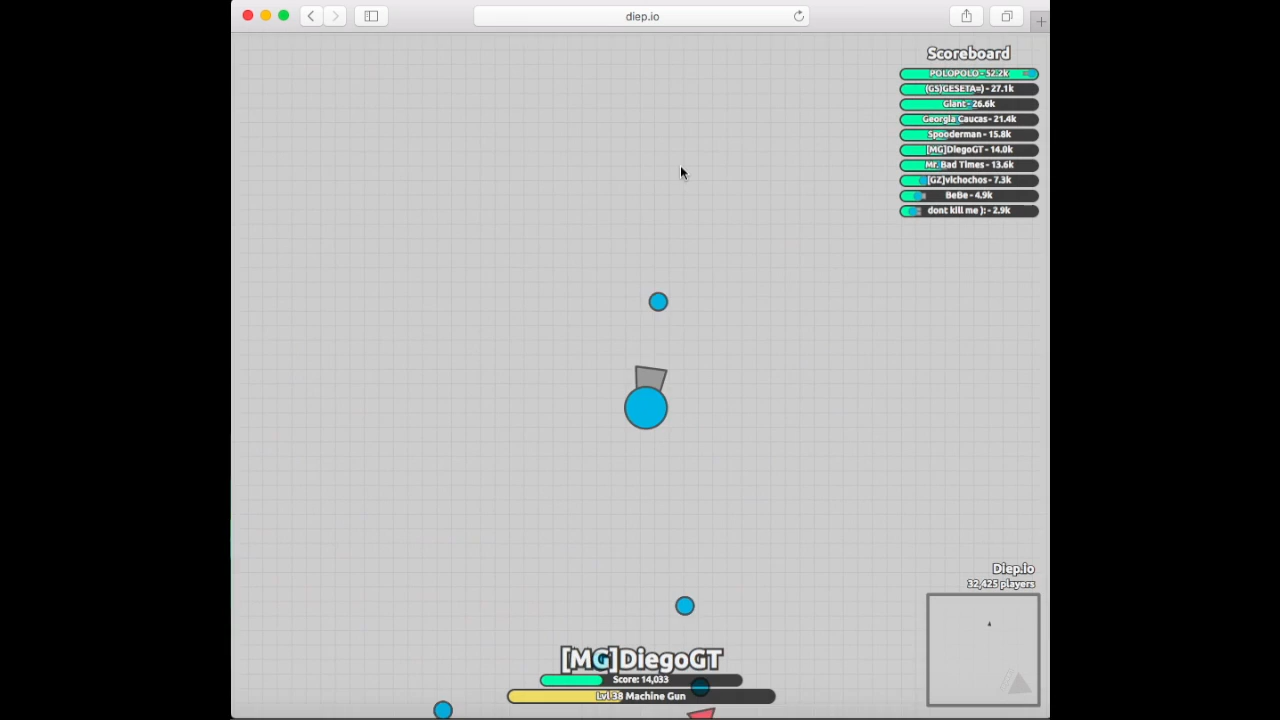 diep.io
Scoreboard
POLOPOLO - 52.2k
(GS)GESETA=) - 27.1k
Giant - 26.6k
Georgia Caucas - 21.4k
Spooderman - 15.8k
[MG]DiegoGT - 14.0k
Mr. Bad Times - 13.6k
[GZ]vichochos - 7.3k
BeBe - 4.9k
dont kill me ): - 2.9k
Diep.io
32,425 players
[MG]DiegoGT
Score: 14,033
Lvl 38 Machine Gun